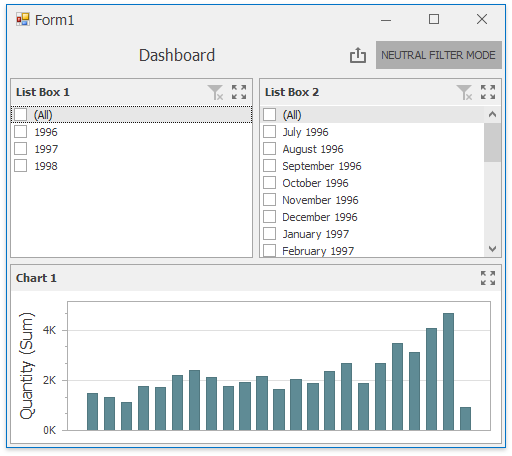 Form1
Dashboard
NEUTRAL FILTER MODE
List Box 1
(All)
1996
1997
1998
List Box 2
(All)
July 1996
August 1996
September 1996
October 1996
November 1996
December 1996
January 1997
February 1997
Chart 1
Quantity (Sum)
4K
2K
0K